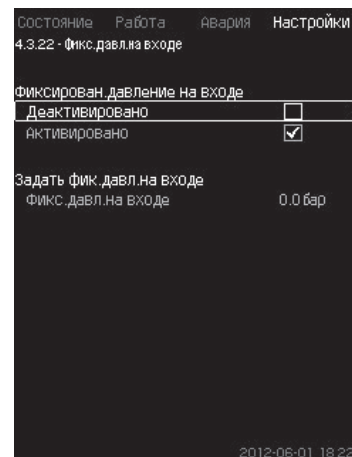 Состояние Работа Авария Настройки
4.3.22 - Фикс.давл.на входе
Фиксирован.давление на входе
Деактивировано
Активировано
Задать фик.давл.на входе
Фикс.давл.на входе 0.0 бар
2012-06-01 18:22